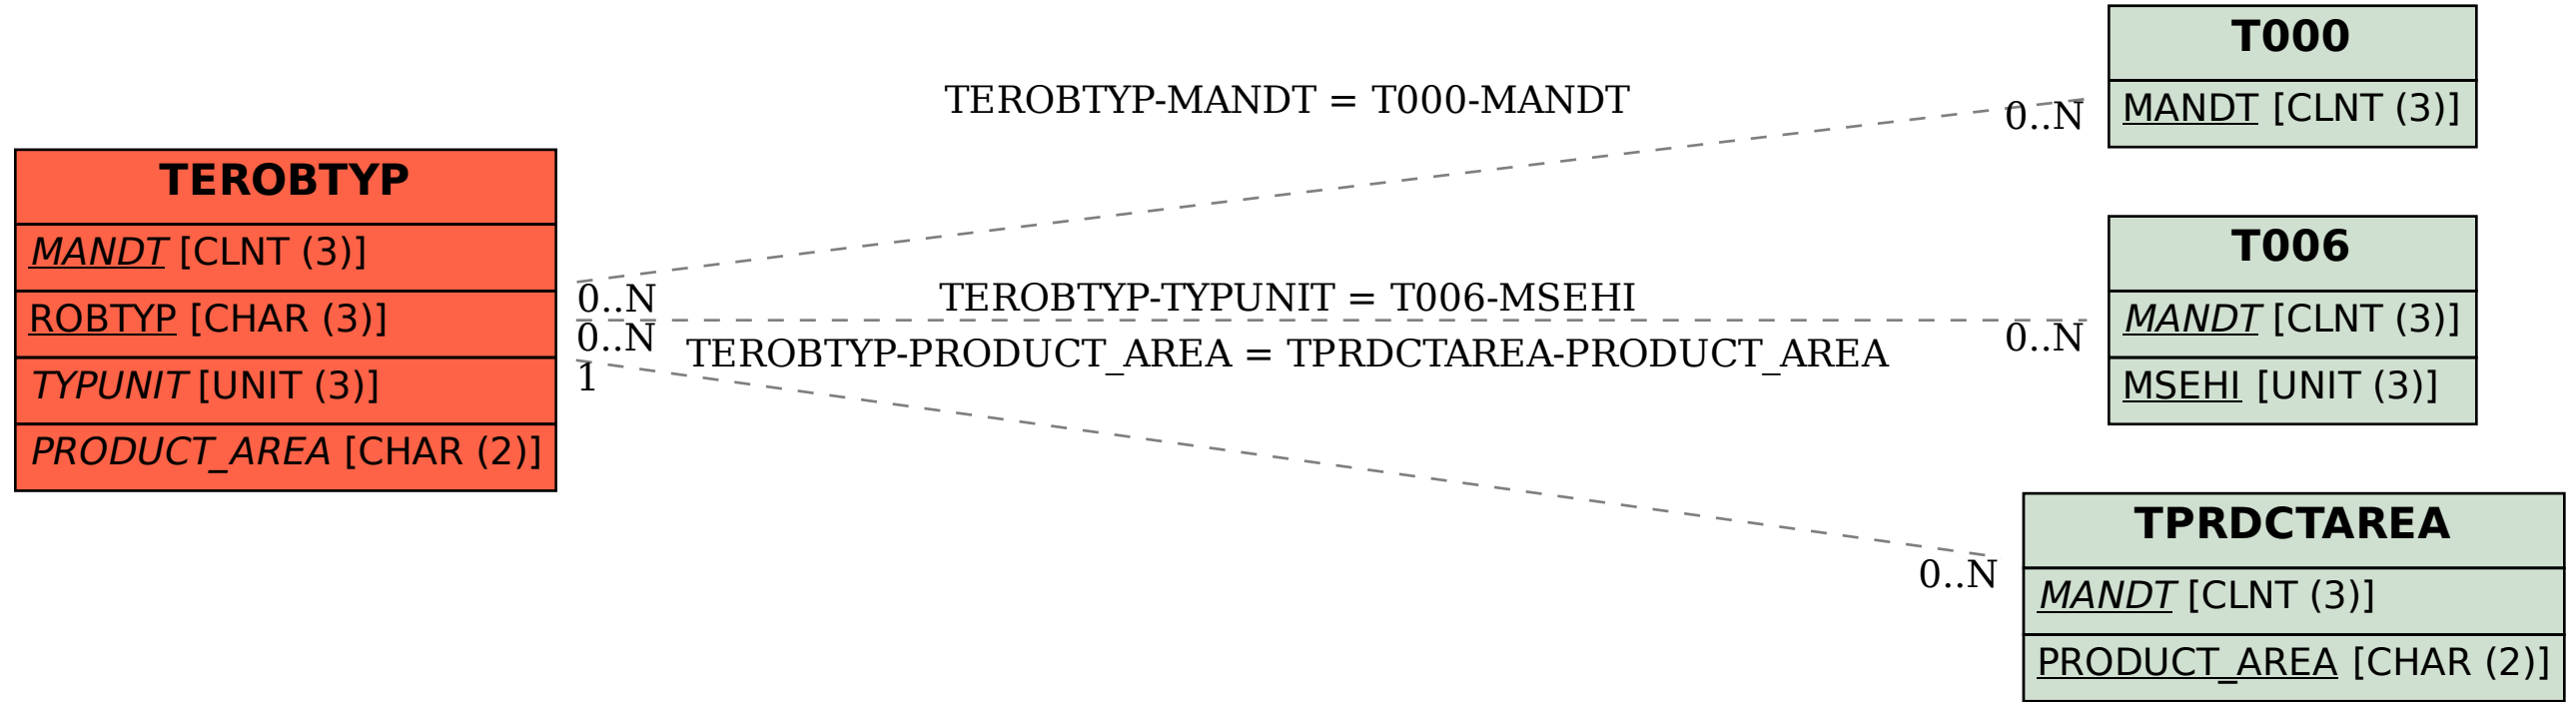 TEROBTYP
MANDT [CLNT (3)]
ROBTYP [CHAR (3)]
TYPUNIT [UNIT (3)]
PRODUCT_AREA [CHAR (2)]
TEROBTYP-MANDT = T000-MANDT
0..N
0..N
TEROBTYP-TYPUNIT = T006-MSEHI
0..N
0..N
TEROBTYP-PRODUCT_AREA = TPRDCTAREA-PRODUCT_AREA
1
0..N
T000
MANDT [CLNT (3)]
T006
MANDT [CLNT (3)]
MSEHI [UNIT (3)]
TPRDCTAREA
MANDT [CLNT (3)]
PRODUCT_AREA [CHAR (2)]